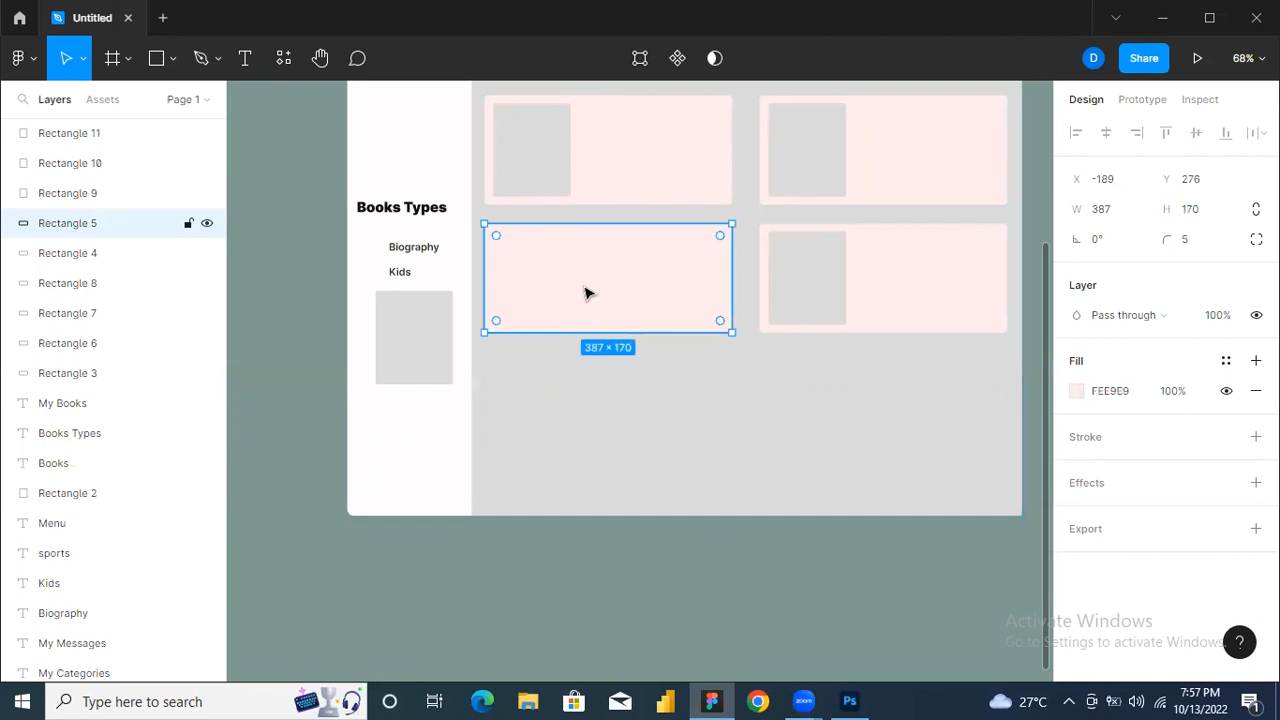 Untitled
Share
68%
Layers
Assets
Page 1
Design
Prototype
Inspect
Rectangle 11
Rectangle 10
Rectangle 9
Rectangle 5
Rectangle 4
Rectangle 8
Rectangle 7
Rectangle 6
Rectangle 3
My Books
Books Types
Books
Rectangle 2
Menu
sports
Kids
Biography
My Messages
My Categories
Books Types
Biography
Kids
387 × 170
X -189 Y 276
W 387 H 170
0° 5
Layer
Pass through 100%
Fill
FEE9E9 100%
Stroke
Effects
Export
Activate Windows
Go to Settings to activate Windows.
?
D
Type here to search
zoom
Ps
27°C
7:57 PM
10/13/2022
1